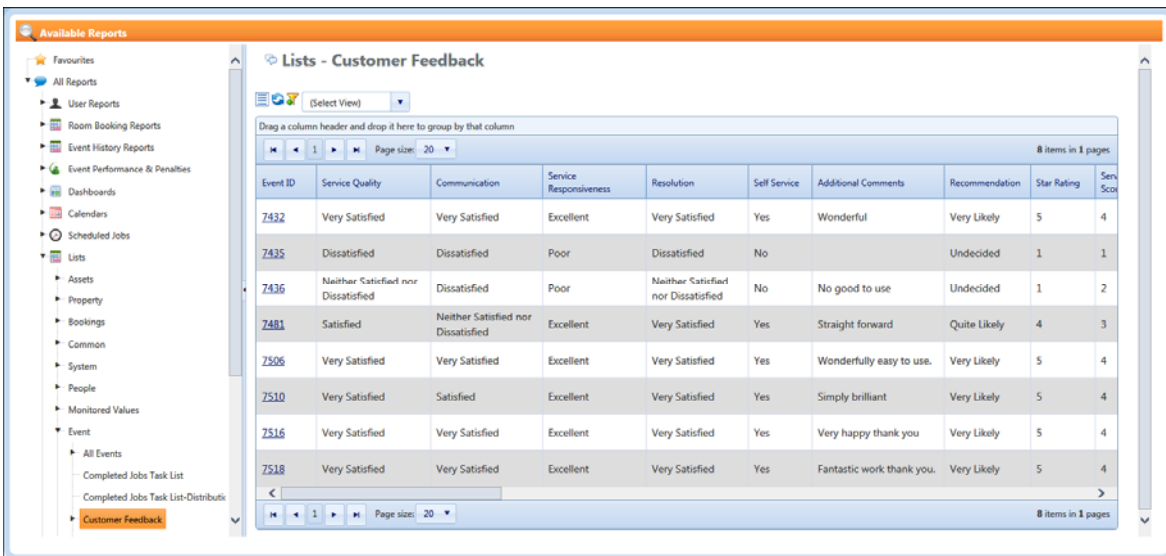 Available Reports
Favourites
All Reports
User Reports
Room Booking Reports
Event History Reports
Event Performance & Penalties
Dashboards
Calendars
Scheduled Jobs
Lists
Assets
Property
Bookings
Common
System
People
Monitored Values
Event
All Events
Completed Jobs Task List
Completed Jobs Task List-Distributic
Customer Feedback
Lists - Customer Feedback
(Select View)
Drag a column header and drop it here to group by that column
1 Page size: 20 8 items in 1 pages
Event ID Service Quality Communication Service Responsiveness Resolution Self Service Additional Comments Recommendation Star Rating
7432 Very Satisfied Very Satisfied Excellent Very Satisfied Yes Wonderful Very Likely 5 4
7435 Dissatisfied Dissatisfied Poor Dissatisfied No Undecided 1 1
7436 Neither Satisfied nor Dissatisfied Dissatisfied Poor Neither Satisfied nor Dissatisfied No No good to use Undecided 1 2
7481 Satisfied Neither Satisfied nor Dissatisfied Excellent Very Satisfied Yes Straight forward Quite Likely 4 3
7506 Very Satisfied Very Satisfied Excellent Very Satisfied Yes Wonderfully easy to use. Very Likely 5 4
7510 Very Satisfied Satisfied Excellent Very Satisfied Yes Simply brilliant Very Likely 5 4
7516 Very Satisfied Very Satisfied Excellent Very Satisfied Yes Very happy thank you Very Likely 5 4
7518 Very Satisfied Very Satisfied Excellent Very Satisfied Yes Fantastic work thank you. Very Likely 5 4
1 Page size: 20 8 items in 1 pages